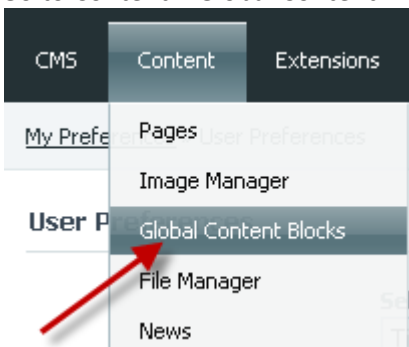 CMS Content Extensions
My Prefe User Preferences
Pages
Image Manager
User P
Global Content Blocks
File Manager
News